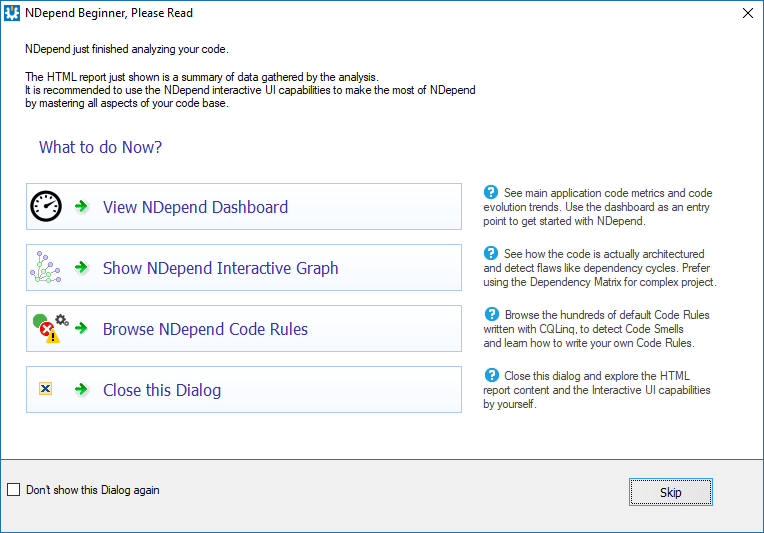 NDepend Beginner, Please Read
NDepend just finished analyzing your code.
The HTML report just shown is a summary of data gathered by the analysis.
It is recommended to use the NDepend interactive UI capabilities to make the most of NDepend
by mastering all aspects of your code base.
What to do Now?
View NDepend Dashboard
See main application code metrics and code
evolution trends. Use the dashboard as an entry
point to get started with NDepend.
Show NDepend Interactive Graph
See how the code is actually architectured
and detect flaws like dependency cycles. Prefer
using the Dependency Matrix for complex project.
Browse NDepend Code Rules
Browse the hundreds of default Code Rules
written with CQLinq, to detect Code Smells
and learn how to write your own Code Rules.
Close this Dialog
Close this dialog and explore the HTML
report content and the Interactive UI capabilities
by yourself.
Don't show this Dialog again
Skip